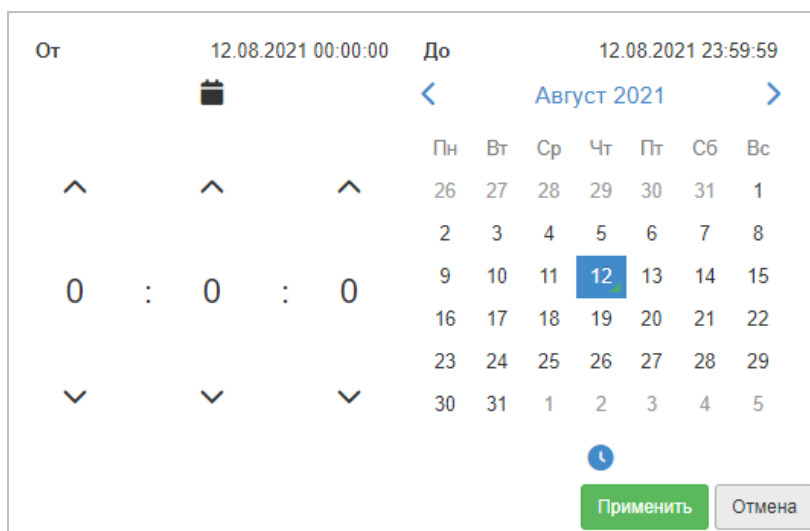 От 12.08.2021 00:00:00 До 12.08.2021 23:59:59
Август 2021
Пн Вт Ср Чт Пт Сб Вс
26 27 28 29 30 31 1
2 3 4 5 6 7 8
0 : 0 : 0
9 10 11 12 13 14 15
16 17 18 19 20 21 22
23 24 25 26 27 28 29
30 31 1 2 3 4 5
Применить Отмена